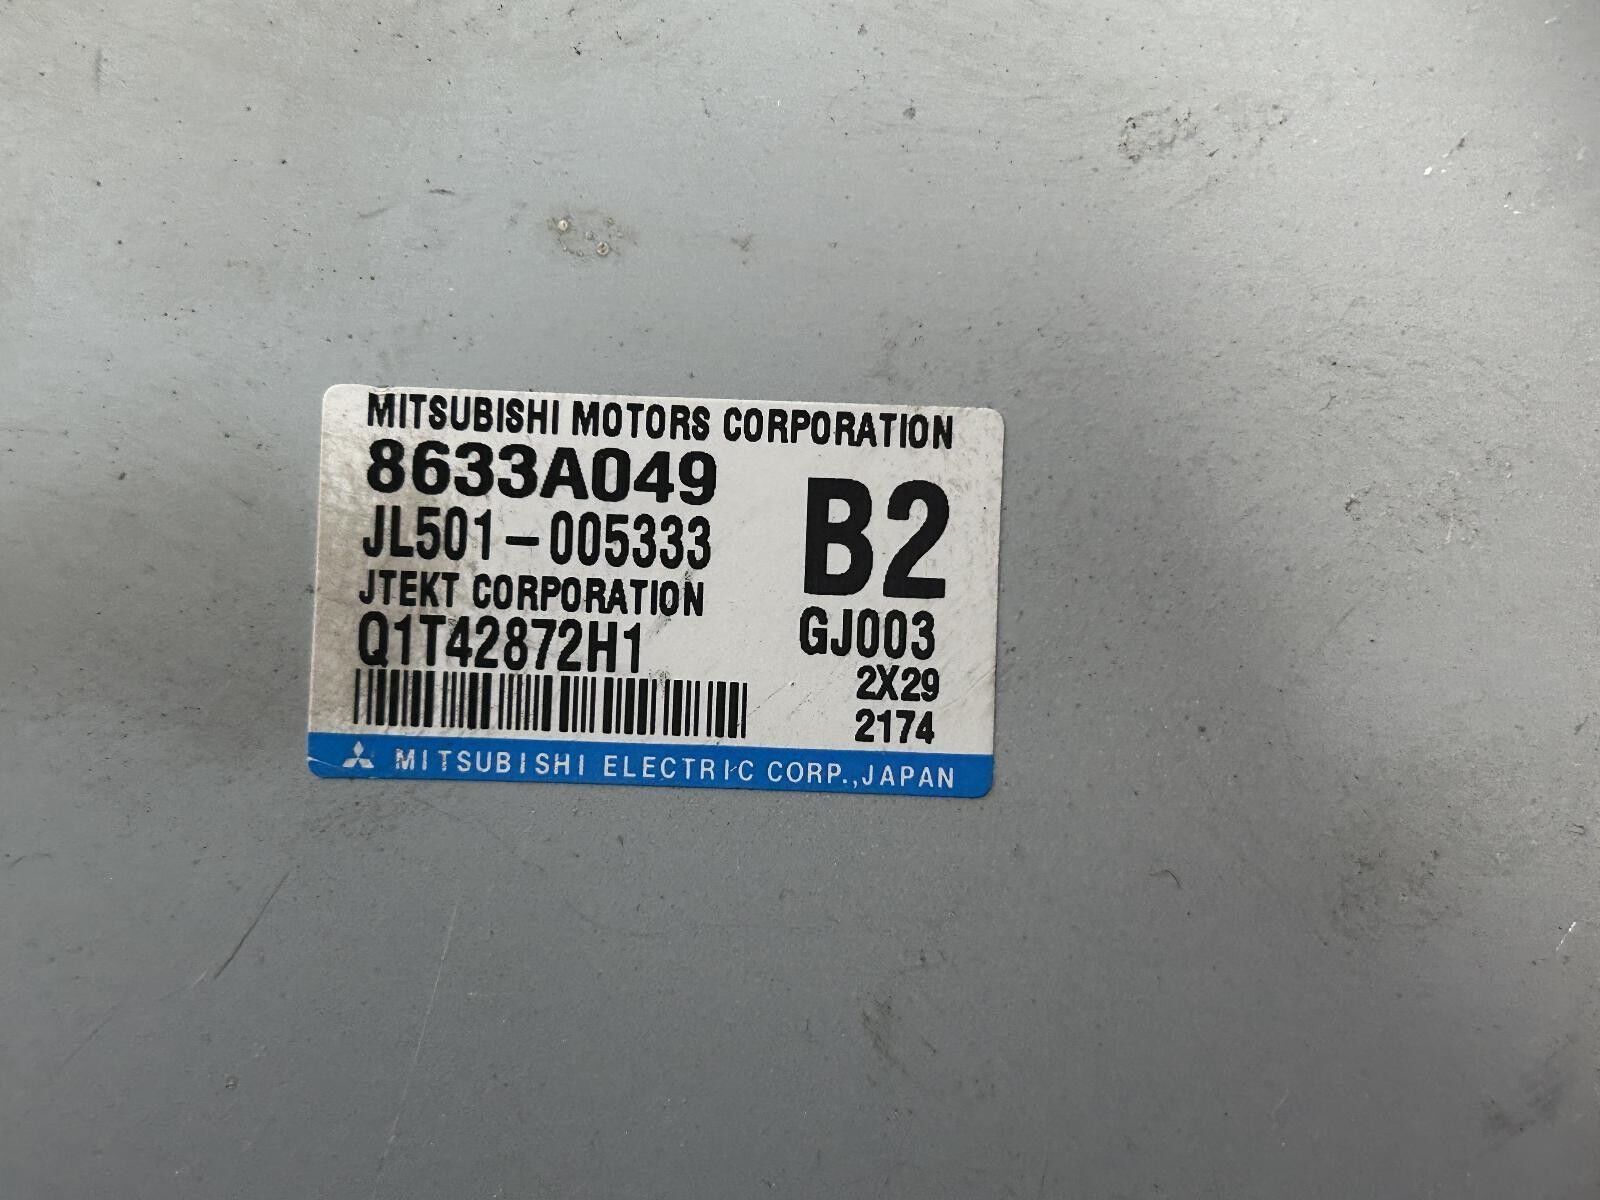 MITSUBISHI MOTORS CORPORATION
8633A049
B2
JL501-005333
JTEKT CORPORATION
GJ003
Q1T42872H1
2X29
2174
MITSUBISHI ELECTRIC CORP.,JAPAN